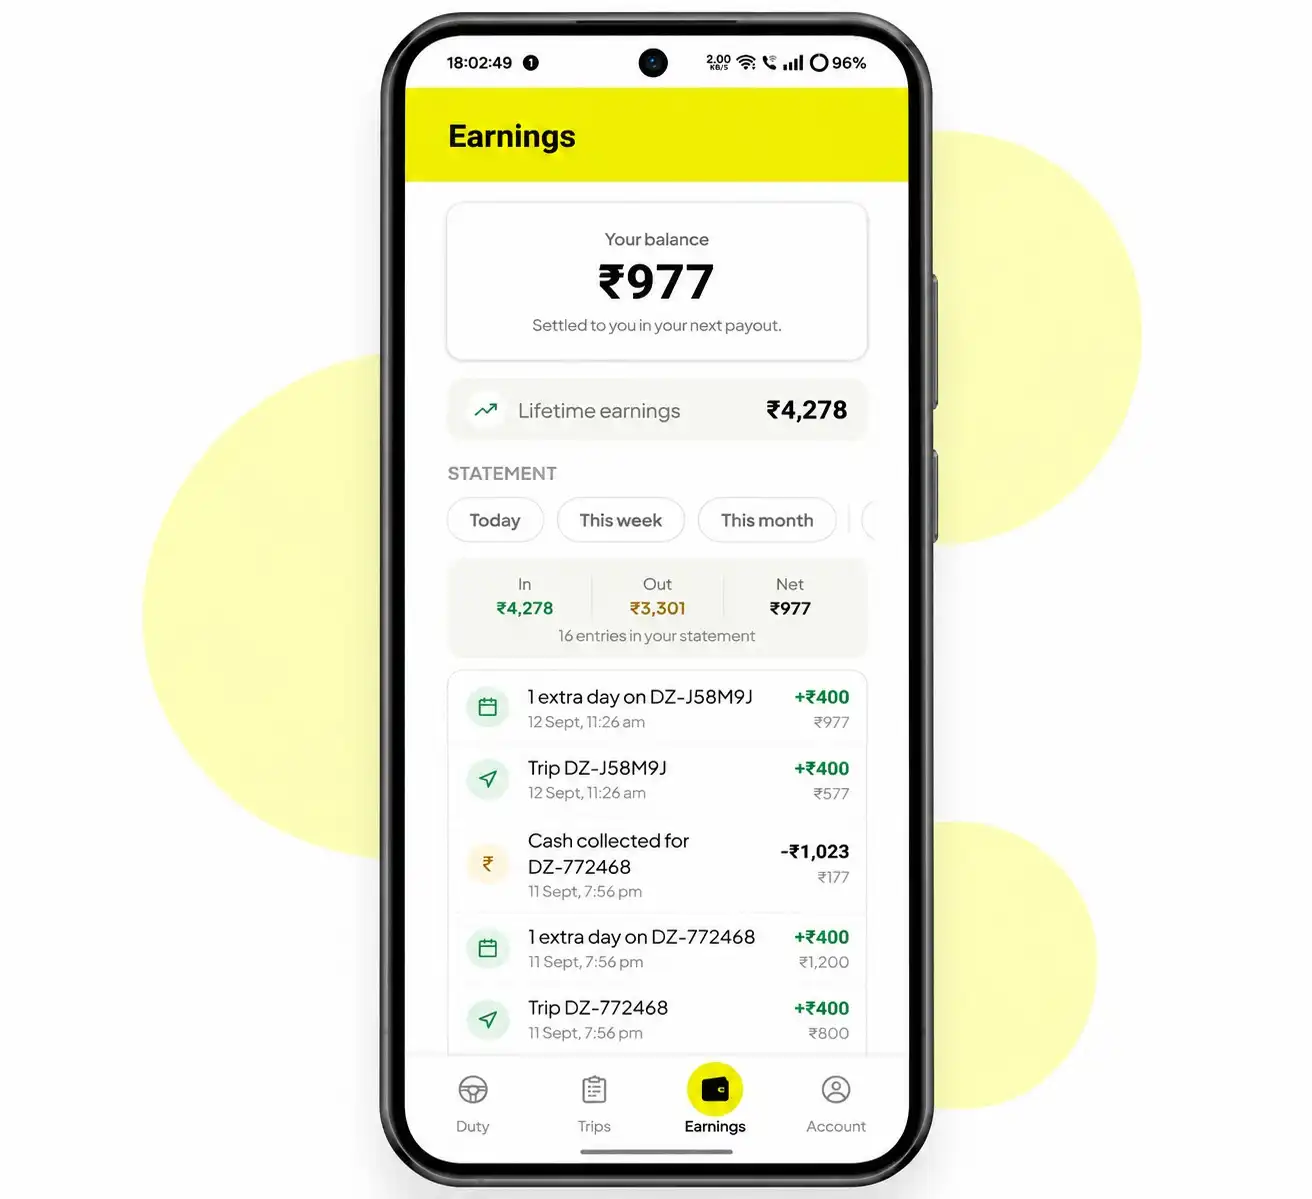 18:02:49 1 2.00 KB/S 96%
Earnings
Your balance
₹977
Settled to you in your next payout.
Lifetime earnings ₹4,278
STATEMENT
Today This week This month
In Out Net
₹4,278 ₹3,301 ₹977
16 entries in your statement
1 extra day on DZ-J58M9J +₹400
12 Sept, 11:26 am ₹977
Trip DZ-J58M9J +₹400
12 Sept, 11:26 am ₹577
Cash collected for
DZ-772468 -₹1,023
11 Sept, 7:56 pm ₹177
1 extra day on DZ-772468 +₹400
11 Sept, 7:56 pm ₹1,200
Trip DZ-772468 +₹400
11 Sept, 7:56 pm ₹800
Duty Trips Earnings Account